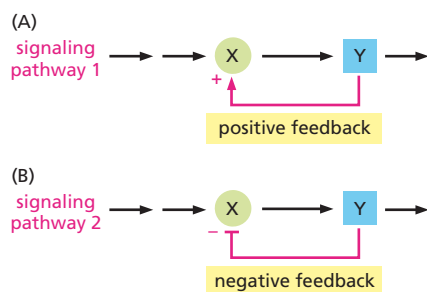 (A)
signaling
pathway 1
X
Y
+
positive feedback
(B)
signaling
pathway 2
X
Y
–
negative feedback